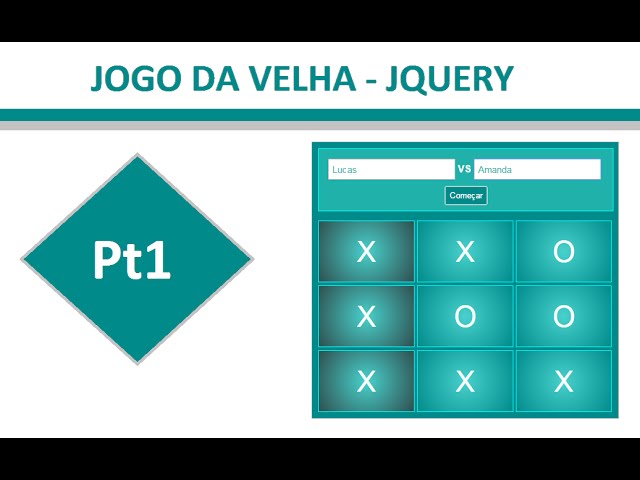 JOGO DA VELHA - JQUERY
Pt1
Lucas VS Amanda
Começar
X X O
X O O
X X X